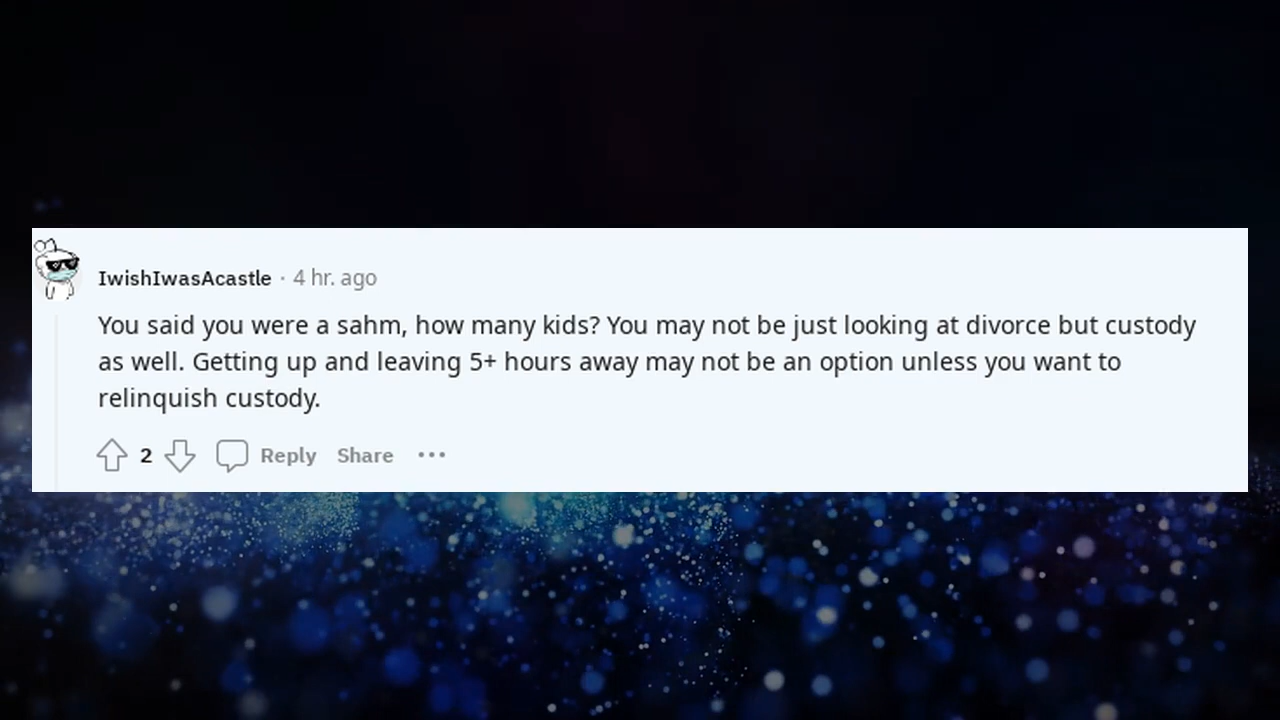 IwishIwasAcastle · 4 hr. ago
You said you were a sahm, how many kids? You may not be just looking at divorce but custody
as well. Getting up and leaving 5+ hours away may not be an option unless you want to
relinquish custody.
2 Reply Share ···